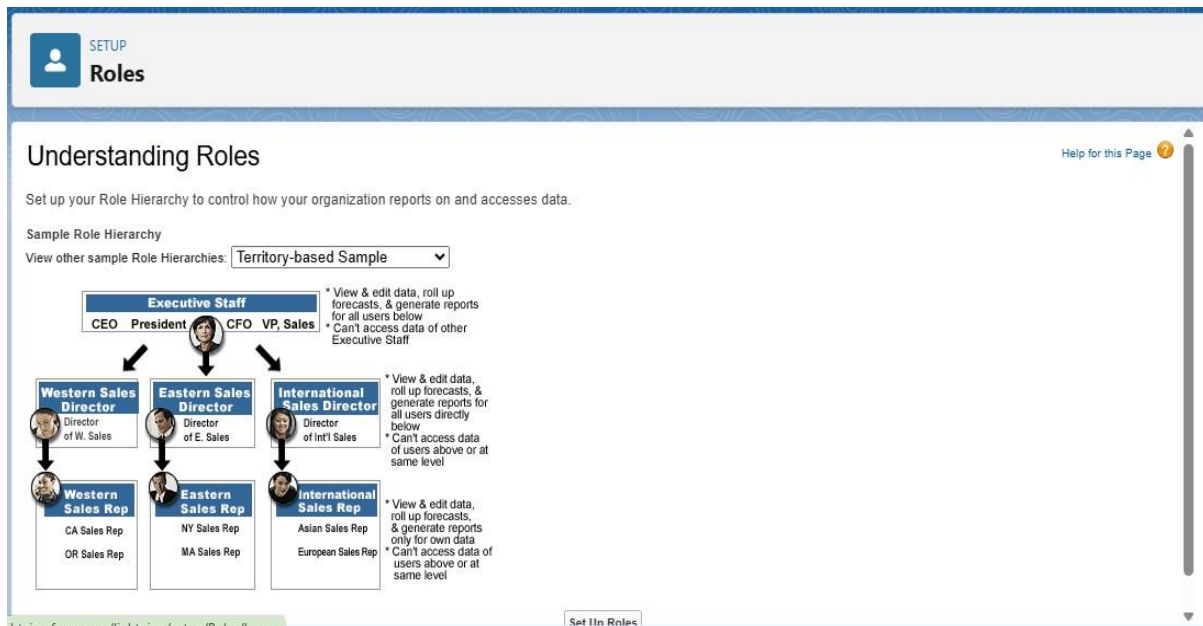 SETUP
Roles
Understanding Roles
Help for this Page
Set up your Role Hierarchy to control how your organization reports on and accesses data.
Sample Role Hierarchy
View other sample Role Hierarchies: Territory-based Sample
Executive Staff
CEO President CFO VP, Sales
* View & edit data, roll up
forecasts, & generate reports
for all users below
* Can't access data of other
Executive Staff
Western Sales
Director
Director
of W. Sales
Eastern Sales
Director
Director
of E. Sales
International
Sales Director
Director
of Int'l Sales
* View & edit data,
roll up forecasts, &
generate reports for
all users directly
below
* Can't access data
of users above or at
same level
Western
Sales Rep
CA Sales Rep
OR Sales Rep
Eastern
Sales Rep
NY Sales Rep
MA Sales Rep
International
Sales Rep
Asian Sales Rep
European Sales Rep
* View & edit data,
roll up forecasts,
& generate reports
only for own data
* Can't access data of
users above or at
same level
Set Up Roles